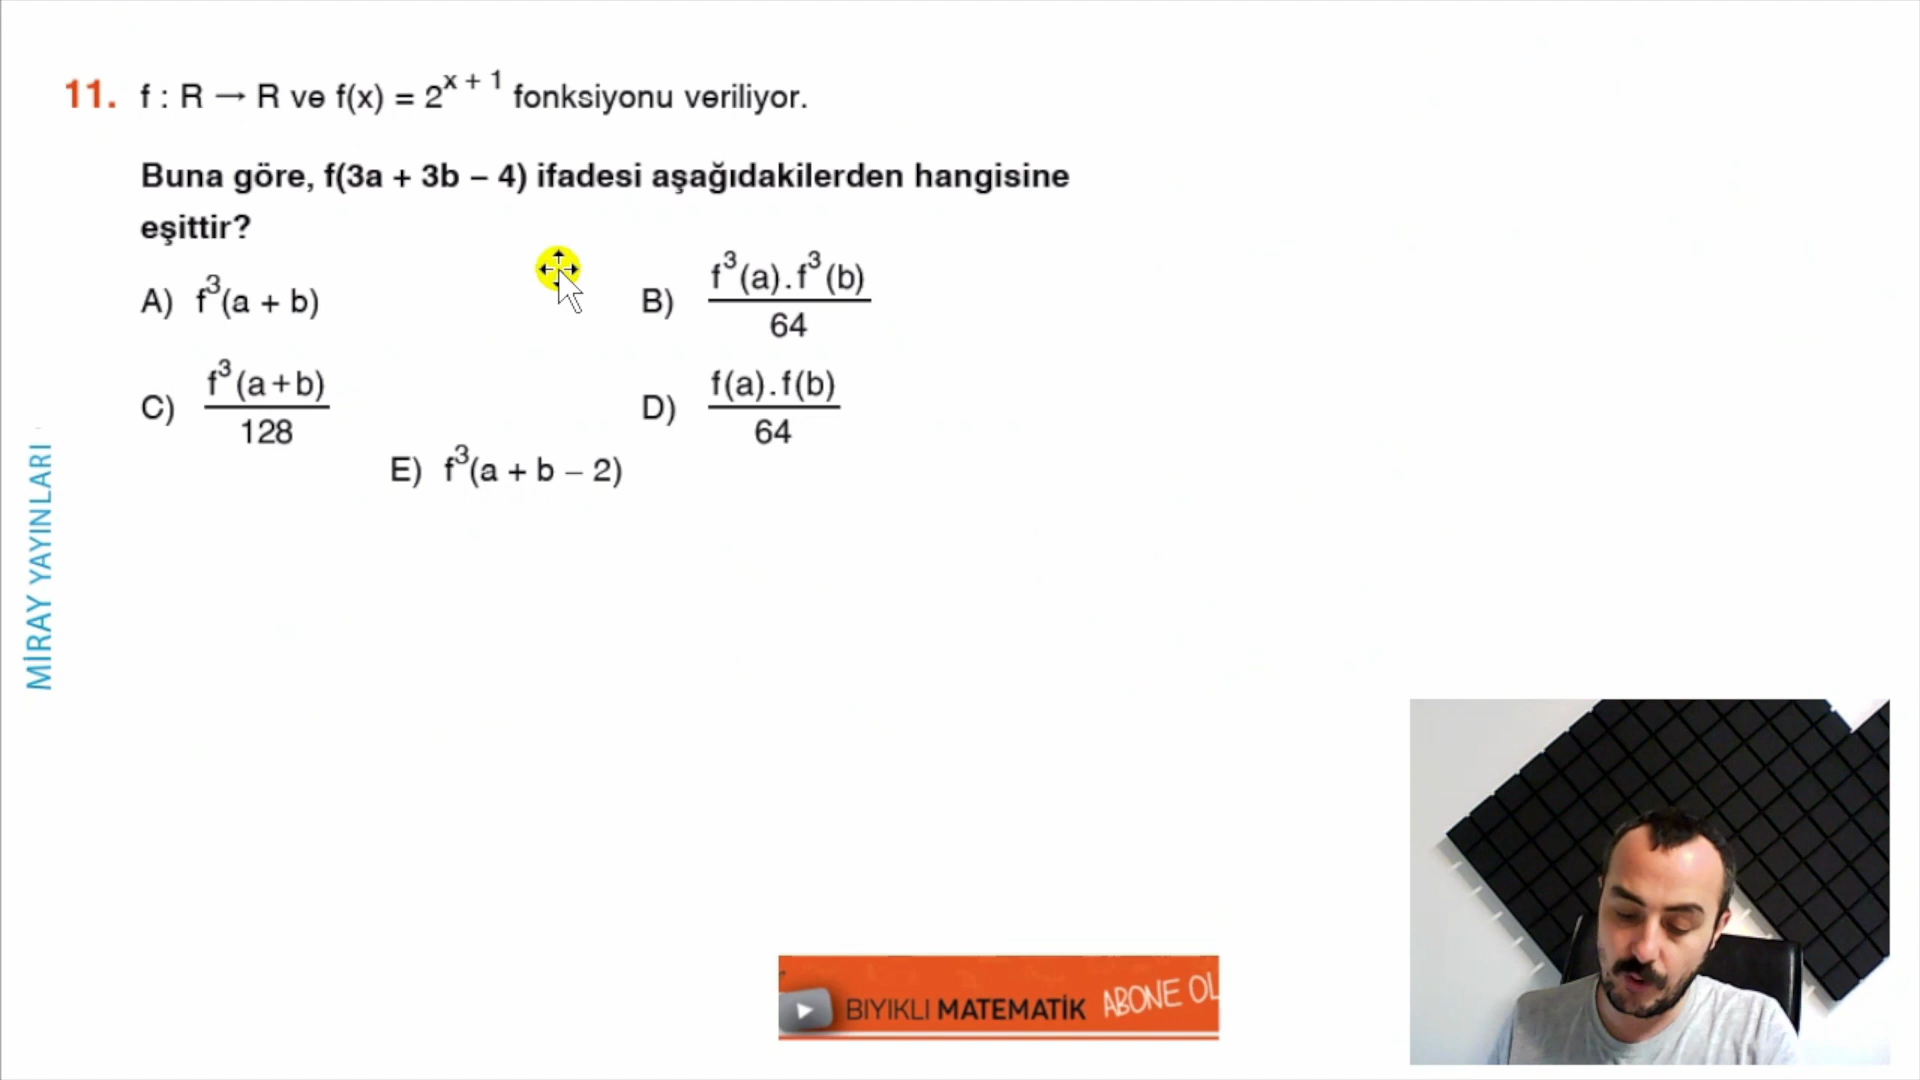 11. f : R → R ve f(x) = 2^(x + 1) fonksiyonu veriliyor.
Buna göre, f(3a + 3b – 4) ifadesi aşağıdakilerden hangisine
eşittir?
A) f³(a + b)
B) f³(a).f³(b) / 64
C) f³(a+b) / 128
D) f(a).f(b) / 64
E) f³(a + b – 2)
MİRAY YAYINLARI
BIYIKLI MATEMATİK ABONE OL